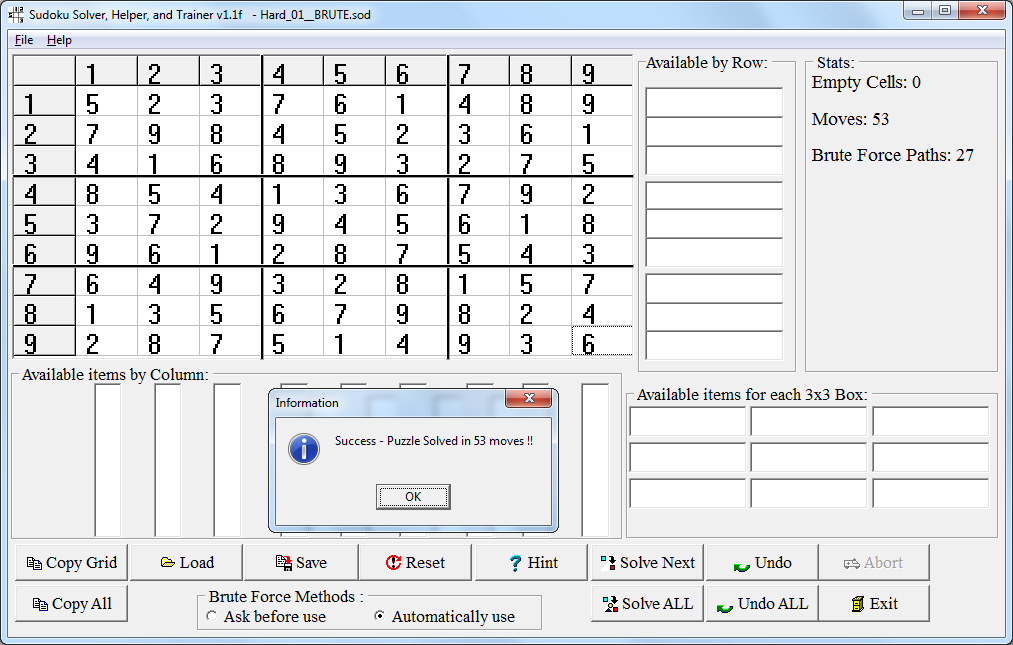 Sudoku Solver, Helper, and Trainer v1.1f - Hard_01__BRUTE.sod
File Help
1 2 3 4 5 6 7 8 9
1 5 2 3 7 6 1 4 8 9
2 7 9 8 4 5 2 3 6 1
3 4 1 6 8 9 3 2 7 5
4 8 5 4 1 3 6 7 9 2
5 3 7 2 9 4 5 6 1 8
6 9 6 1 2 8 7 5 4 3
7 6 4 9 3 2 8 1 5 7
8 1 3 5 6 7 9 8 2 4
9 2 8 7 5 1 4 9 3 6
Available by Row:
Stats:
Empty Cells: 0
Moves: 53
Brute Force Paths: 27
Available items by Column:
Information
Success - Puzzle Solved in 53 moves !!
OK
Available items for each 3x3 Box:
Copy Grid Load Save Reset Hint Solve Next Undo Abort
Copy All
Brute Force Methods :
Ask before use Automatically use
Solve ALL Undo ALL Exit